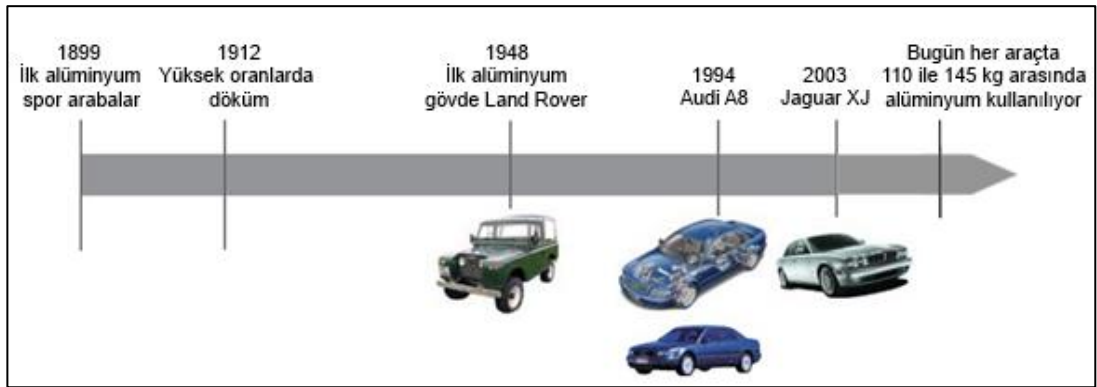 1899
İlk alüminyum
spor arabalar
1912
Yüksek oranlarda
döküm
1948
İlk alüminyum
gövde Land Rover
1994
Audi A8
2003
Jaguar XJ
Bugün her araçta
110 ile 145 kg arasında
alüminyum kullanılıyor